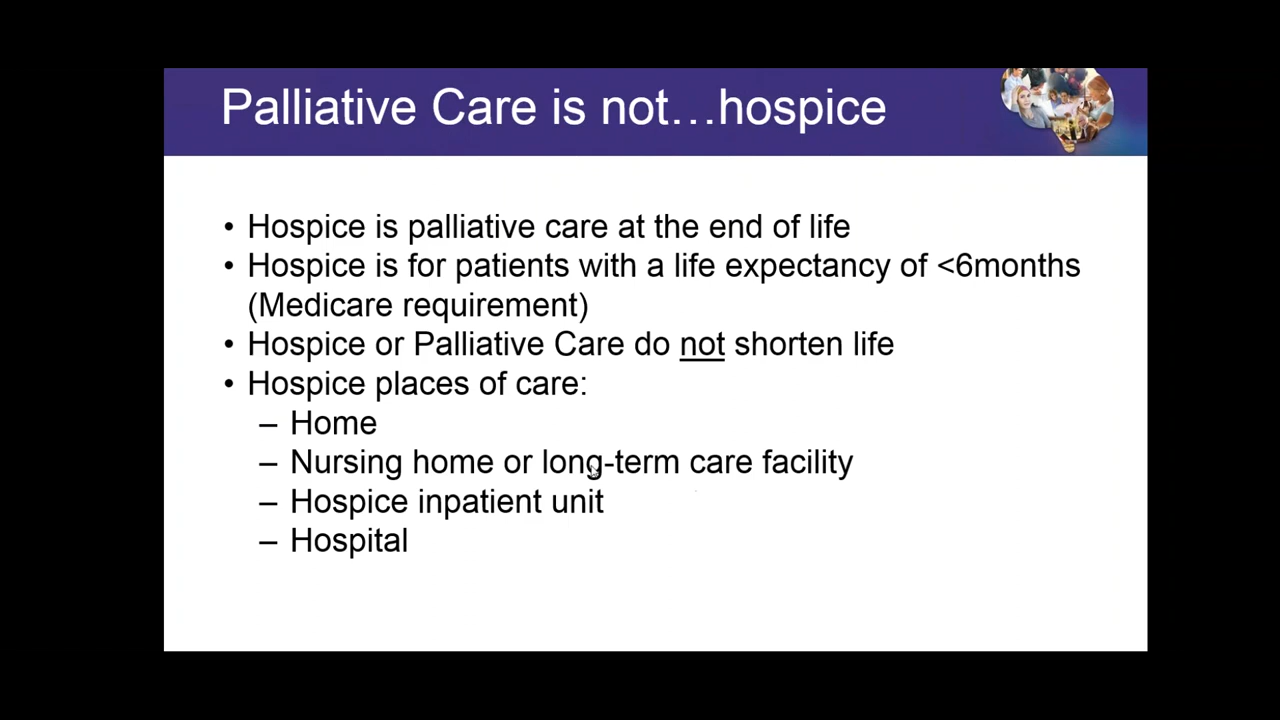 Palliative Care is not…hospice
• Hospice is palliative care at the end of life
• Hospice is for patients with a life expectancy of <6months
(Medicare requirement)
• Hospice or Palliative Care do not shorten life
• Hospice places of care:
– Home
– Nursing home or long-term care facility
– Hospice inpatient unit
– Hospital